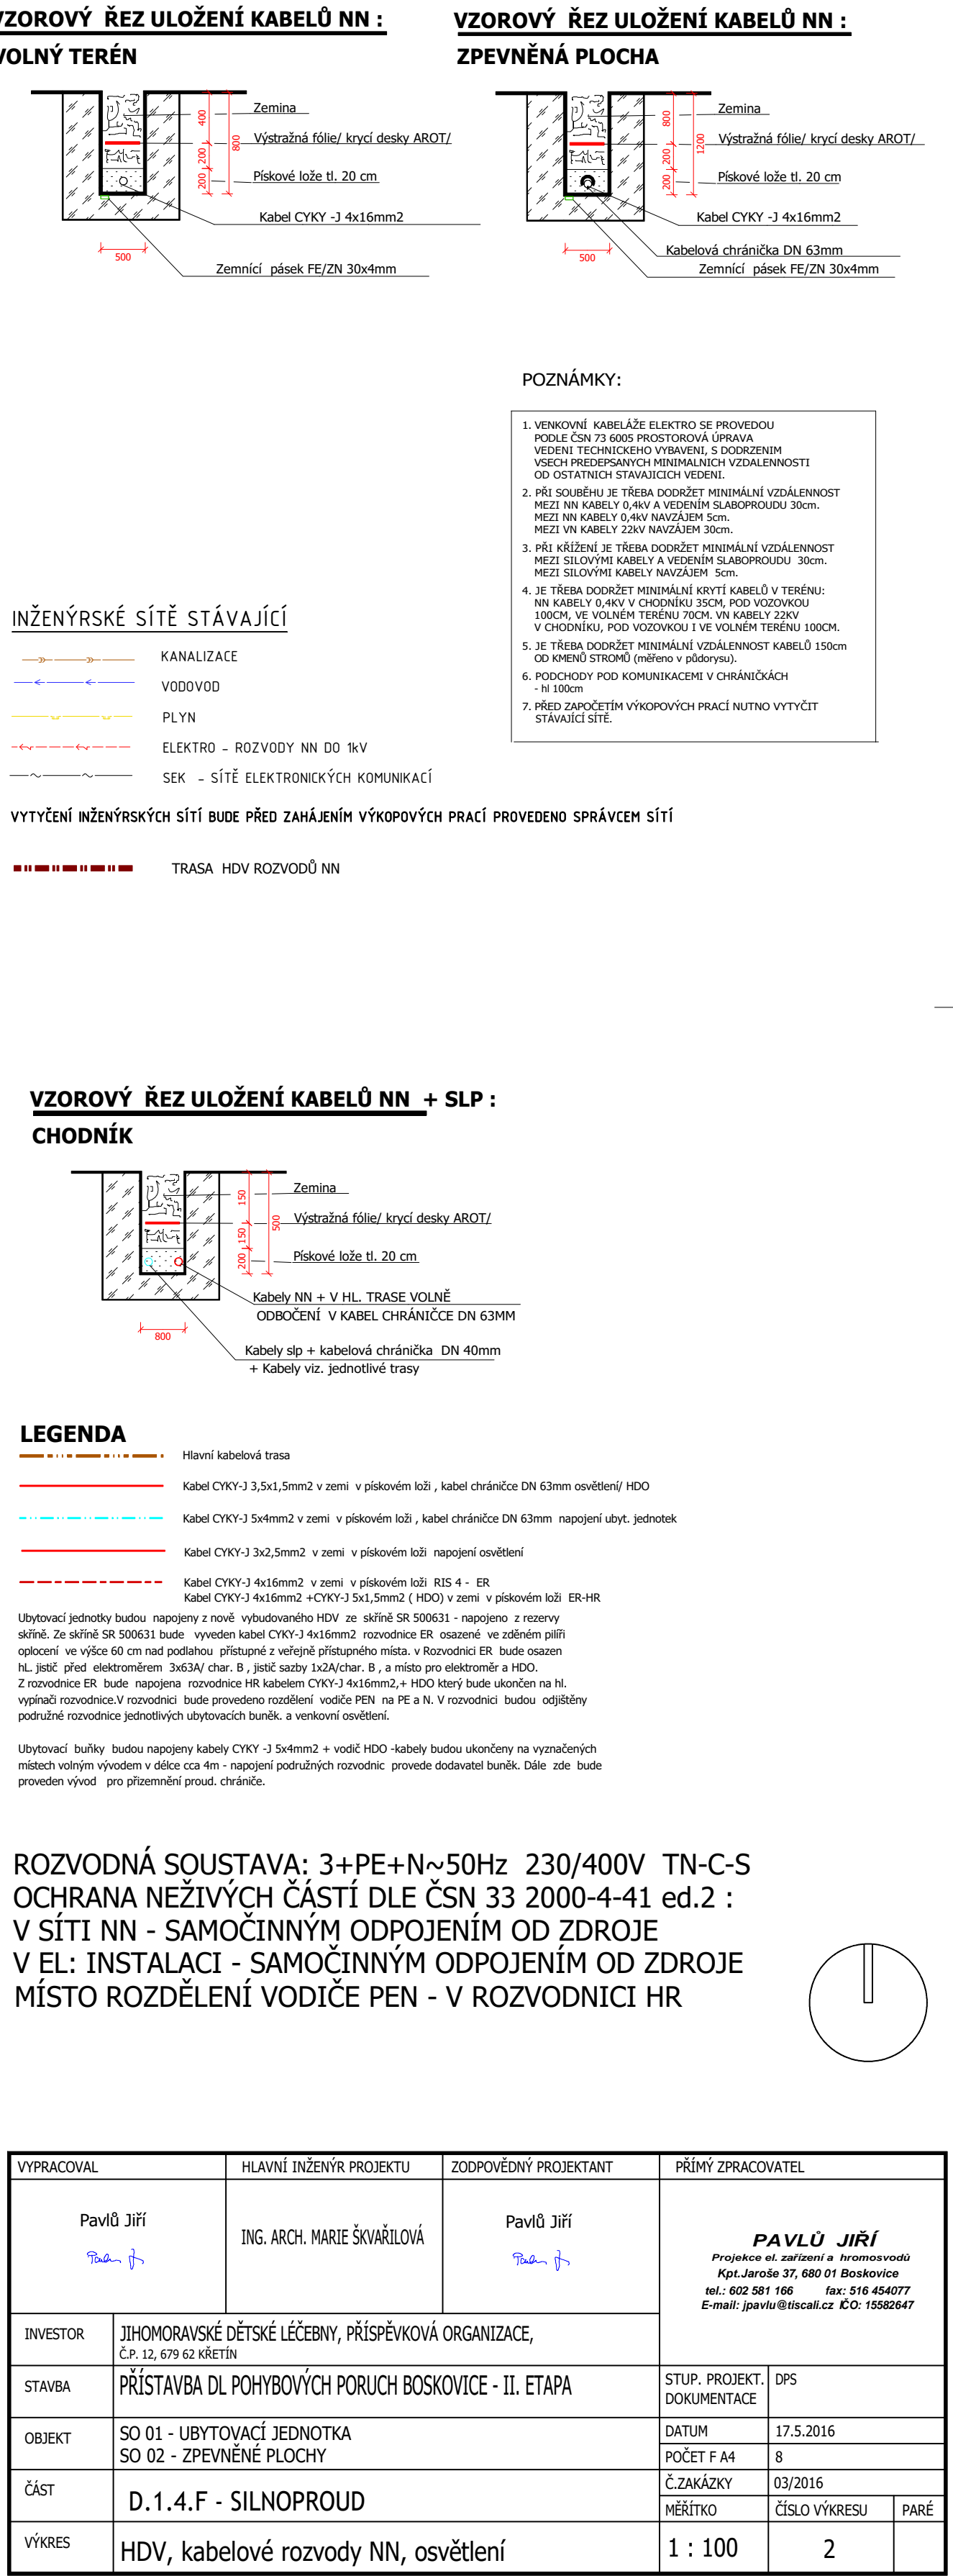 VZOROVÝ ŘEZ ULOŽENÍ KABELŮ NN :
VOLNÝ TERÉN
Zemina
Výstražná fólie/ krycí desky AROT/
Pískové lože tl. 20 cm
Kabel CYKY -J 4x16mm2
Zemnící pásek FE/ZN 30x4mm
400
200
200
800
500
VZOROVÝ ŘEZ ULOŽENÍ KABELŮ NN :
ZPEVNĚNÁ PLOCHA
Zemina
Výstražná fólie/ krycí desky AROT/
Pískové lože tl. 20 cm
Kabel CYKY -J 4x16mm2
Kabelová chránička DN 63mm
Zemnící pásek FE/ZN 30x4mm
800
200
200
1200
500
POZNÁMKY:
1. VENKOVNÍ KABELÁŽE ELEKTRO SE PROVEDOU
PODLE ČSN 73 6005 PROSTOROVÁ ÚPRAVA
VEDENI TECHNICKEHO VYBAVENI, S DODRZENIM
VSECH PREDEPSANYCH MINIMALNICH VZDALENNOSTI
OD OSTATNICH STAVAJICICH VEDENI.
2. PŘI SOUBĚHU JE TŘEBA DODRŽET MINIMÁLNÍ VZDÁLENNOST
MEZI NN KABELY 0,4kV A VEDENÍM SLABOPROUDU 30cm.
MEZI NN KABELY 0,4kV NAVZÁJEM 5cm.
MEZI VN KABELY 22kV NAVZÁJEM 30cm.
3. PŘI KŘÍŽENÍ JE TŘEBA DODRŽET MINIMÁLNÍ VZDÁLENNOST
MEZI SILOVÝMI KABELY A VEDENÍM SLABOPROUDU 30cm.
MEZI SILOVÝMI KABELY NAVZÁJEM 5cm.
4. JE TŘEBA DODRŽET MINIMÁLNÍ KRYTÍ KABELŮ V TERÉNU:
NN KABELY 0,4KV V CHODNÍKU 35CM, POD VOZOVKOU
100CM, VE VOLNÉM TERÉNU 70CM. VN KABELY 22KV
V CHODNÍKU, POD VOZOVKOU I VE VOLNÉM TERÉNU 100CM.
5. JE TŘEBA DODRŽET MINIMÁLNÍ VZDÁLENNOST KABELŮ 150cm
OD KMENŮ STROMŮ (měřeno v půdorysu).
6. PODCHODY POD KOMUNIKACEMI V CHRÁNIČKÁCH
- hl 100cm
7. PŘED ZAPOČETÍM VÝKOPOVÝCH PRACÍ NUTNO VYTYČIT
STÁVAJÍCÍ SÍTĚ.
INŽENÝRSKÉ SÍTĚ STÁVAJÍCÍ
KANALIZACE
VODOVOD
PLYN
ELEKTRO - ROZVODY NN DO 1kV
SEK - SÍTĚ ELEKTRONICKÝCH KOMUNIKACÍ
VYTYČENÍ INŽENÝRSKÝCH SÍTÍ BUDE PŘED ZAHÁJENÍM VÝKOPOVÝCH PRACÍ PROVEDENO SPRÁVCEM SÍTÍ
TRASA HDV ROZVODŮ NN
VZOROVÝ ŘEZ ULOŽENÍ KABELŮ NN + SLP :
CHODNÍK
Zemina
Výstražná fólie/ krycí desky AROT/
Pískové lože tl. 20 cm
Kabely NN + V HL. TRASE VOLNĚ
ODBOČENÍ V KABEL CHRÁNIČCE DN 63MM
Kabely slp + kabelová chránička DN 40mm
+ Kabely viz. jednotlivé trasy
150
150
200
500
800
LEGENDA
Hlavní kabelová trasa
Kabel CYKY-J 3,5x1,5mm2 v zemi v pískovém loži , kabel chráničce DN 63mm osvětlení/ HDO
Kabel CYKY-J 5x4mm2 v zemi v pískovém loži , kabel chráničce DN 63mm napojení ubyt. jednotek
Kabel CYKY-J 3x2,5mm2 v zemi v pískovém loži napojení osvětlení
Kabel CYKY-J 4x16mm2 v zemi v pískovém loži RIS 4 - ER
Kabel CYKY-J 4x16mm2 +CYKY-J 5x1,5mm2 ( HDO) v zemi v pískovém loži ER-HR
Ubytovací jednotky budou napojeny z nově vybudovaného HDV ze skříně SR 500631 - napojeno z rezervy
skříně. Ze skříně SR 500631 bude vyveden kabel CYKY-J 4x16mm2 rozvodnice ER osazené ve zděném pilíři
oplocení ve výšce 60 cm nad podlahou přístupné z veřejně přístupného místa. v Rozvodnici ER bude osazen
hL. jistič před elektroměrem 3x63A/ char. B , jistič sazby 1x2A/char. B , a místo pro elektroměr a HDO.
Z rozvodnice ER bude napojena rozvodnice HR kabelem CYKY-J 4x16mm2,+ HDO který bude ukončen na hl.
vypínači rozvodnice.V rozvodnici bude provedeno rozdělení vodiče PEN na PE a N. V rozvodnici budou odjištěny
podružné rozvodnice jednotlivých ubytovacích buněk. a venkovní osvětlení.
Ubytovací buňky budou napojeny kabely CYKY -J 5x4mm2 + vodič HDO -kabely budou ukončeny na vyznačených
místech volným vývodem v délce cca 4m - napojení podružných rozvodnic provede dodavatel buněk. Dále zde bude
proveden vývod pro přizemnění proud. chrániče.
ROZVODNÁ SOUSTAVA: 3+PE+N~50Hz 230/400V TN-C-S
OCHRANA NEŽIVÝCH ČÁSTÍ DLE ČSN 33 2000-4-41 ed.2 :
V SÍTI NN - SAMOČINNÝM ODPOJENÍM OD ZDROJE
V EL: INSTALACI - SAMOČINNÝM ODPOJENÍM OD ZDROJE
MÍSTO ROZDĚLENÍ VODIČE PEN - V ROZVODNICI HR
VYPRACOVAL
HLAVNÍ INŽENÝR PROJEKTU
ZODPOVĚDNÝ PROJEKTANT
PŘÍMÝ ZPRACOVATEL
Pavlů Jiří
ING. ARCH. MARIE ŠKVAŘILOVÁ
Pavlů Jiří
PAVLŮ JIŘÍ
Projekce el. zařízení a hromosvodů
Kpt.Jaroše 37, 680 01 Boskovice
tel.: 602 581 166 fax: 516 454077
E-mail: jpavlu@tiscali.cz IČO: 15582647
INVESTOR
JIHOMORAVSKÉ DĚTSKÉ LÉČEBNY, PŘÍSPĚVKOVÁ ORGANIZACE,
Č.P. 12, 679 62 KŘETÍN
STAVBA
PŘÍSTAVBA DL POHYBOVÝCH PORUCH BOSKOVICE - II. ETAPA
STUP. PROJEKT.
DOKUMENTACE
DPS
OBJEKT
SO 01 - UBYTOVACÍ JEDNOTKA
SO 02 - ZPEVNĚNÉ PLOCHY
DATUM
17.5.2016
POČET F A4
8
ČÁST
D.1.4.F - SILNOPROUD
Č.ZAKÁZKY
03/2016
MĚŘÍTKO
ČÍSLO VÝKRESU
PARÉ
VÝKRES
HDV, kabelové rozvody NN, osvětlení
1 : 100
2